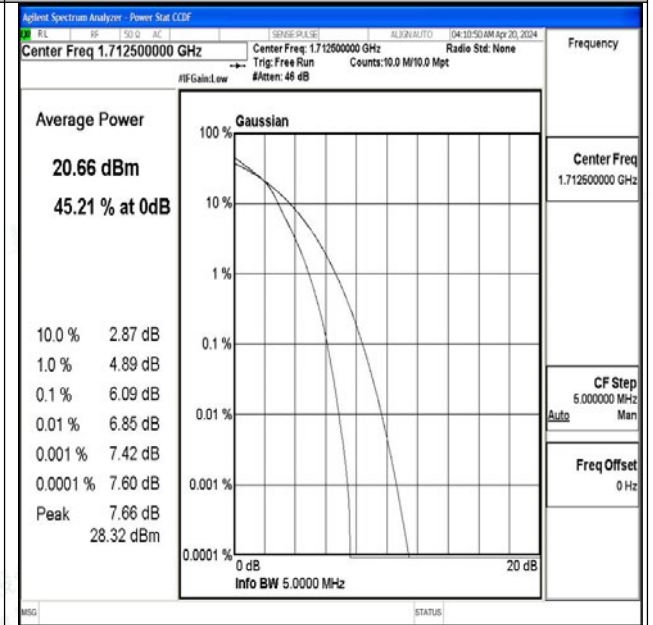 Agilent Spectrum Analyzer - Power Stat CCDF
RL RF 50 Ω AC SENSE:PULSE ALIGN AUTO 04:10:50 AM Apr 20, 2024
Center Freq 1.712500000 GHz
Center Freq: 1.712500000 GHz Radio Std: None
Trig: Free Run Counts:10.0 M/10.0 Mpt
#IFGain:Low #Atten: 46 dB
Frequency
Average Power
20.66 dBm
45.21 % at 0dB
10.0 % 2.87 dB
1.0 % 4.89 dB
0.1 % 6.09 dB
0.01 % 6.85 dB
0.001 % 7.42 dB
0.0001 % 7.60 dB
Peak 7.66 dB
28.32 dBm
Gaussian
100 %
10 %
1 %
0.1 %
0.01 %
0.001 %
0.0001 %
0 dB 20 dB
Info BW 5.0000 MHz
Center Freq
1.712500000 GHz
CF Step
5.000000 MHz
Auto Man
Freq Offset
0 Hz
MSG STATUS